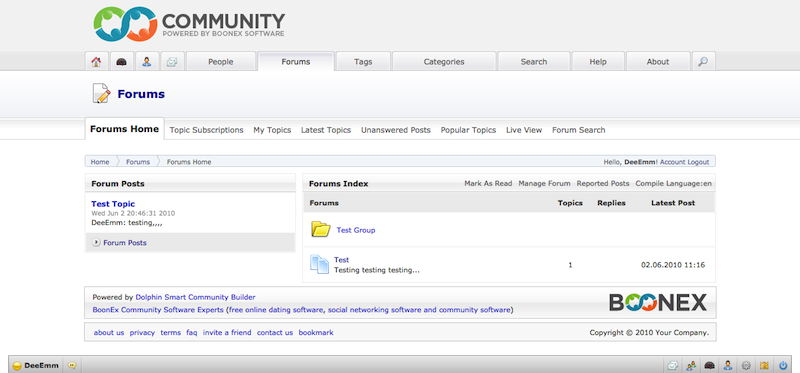 COMMUNITY
POWERED BY BOONEX SOFTWARE
People Forums Tags Categories Search Help About
Forums
Forums Home Topic Subscriptions My Topics Latest Topics Unanswered Posts Popular Topics Live View Forum Search
Home Forums Forums Home Hello, DeeEmm! Account Logout
Forum Posts
Test Topic
Wed Jun 2 20:46:31 2010
DeeEmm: testing,,,,
Forum Posts
Forums Index Mark As Read Manage Forum Reported Posts Compile Language:en
Forums Topics Replies Latest Post
Test Group
Test
Testing testing testing... 1 02.06.2010 11:16
Powered by Dolphin Smart Community Builder
BoonEx Community Software Experts (free online dating software, social networking software and community software)
BOONEX
about us privacy terms faq invite a friend contact us bookmark Copyright © 2010 Your Company.
DeeEmm